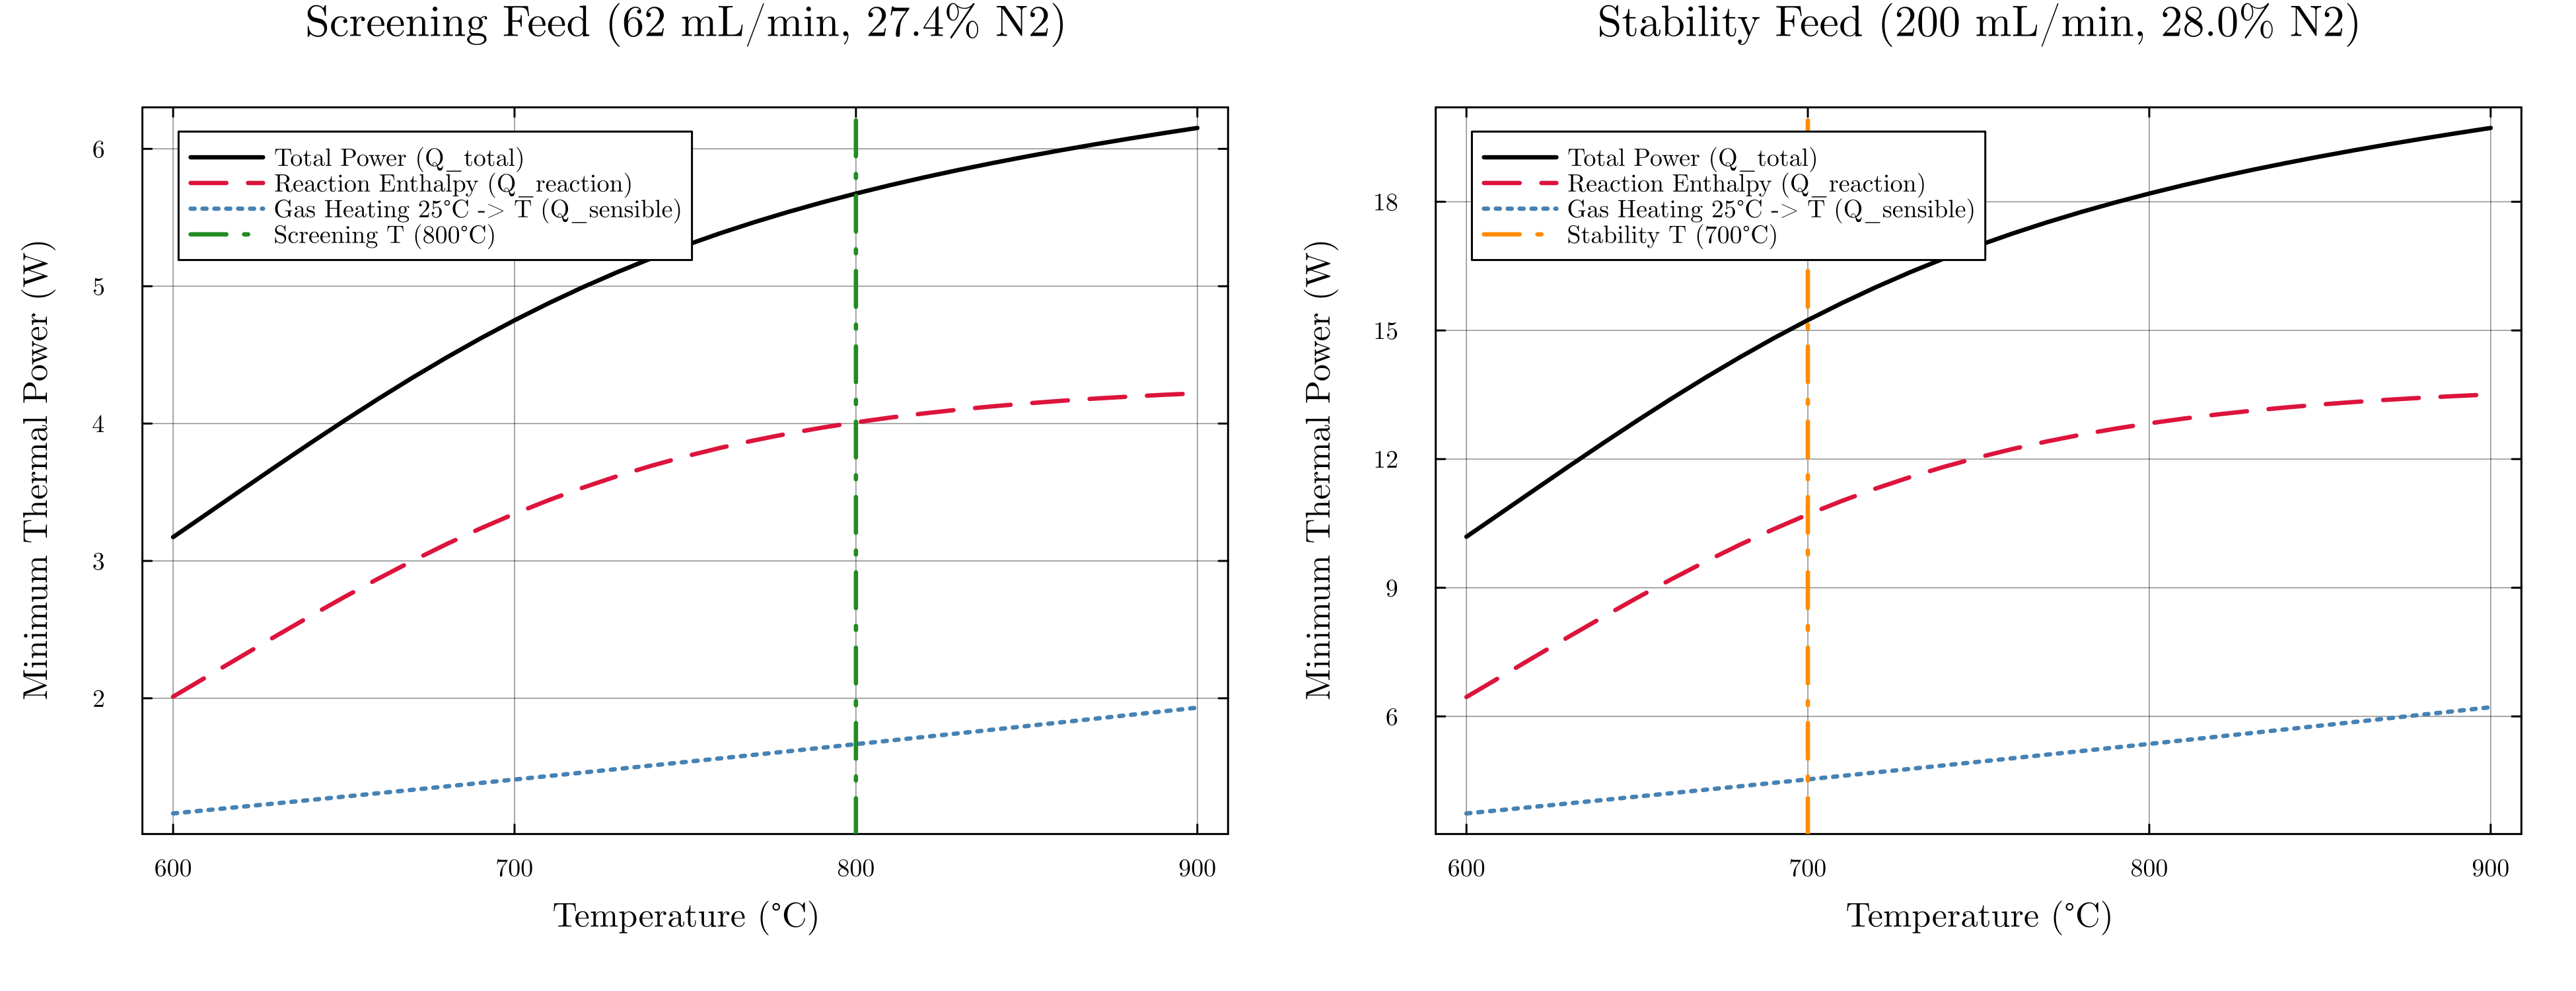 Screening Feed (62 mL/min, 27.4% N2)
Minimum Thermal Power (W)
6
5
4
3
2
Total Power (Q_total)
Reaction Enthalpy (Q_reaction)
Gas Heating 25°C -> T (Q_sensible)
Screening T (800°C)
600
700
800
900
Temperature (°C)
Stability Feed (200 mL/min, 28.0% N2)
Minimum Thermal Power (W)
18
15
12
9
6
Total Power (Q_total)
Reaction Enthalpy (Q_reaction)
Gas Heating 25°C -> T (Q_sensible)
Stability T (700°C)
600
700
800
900
Temperature (°C)